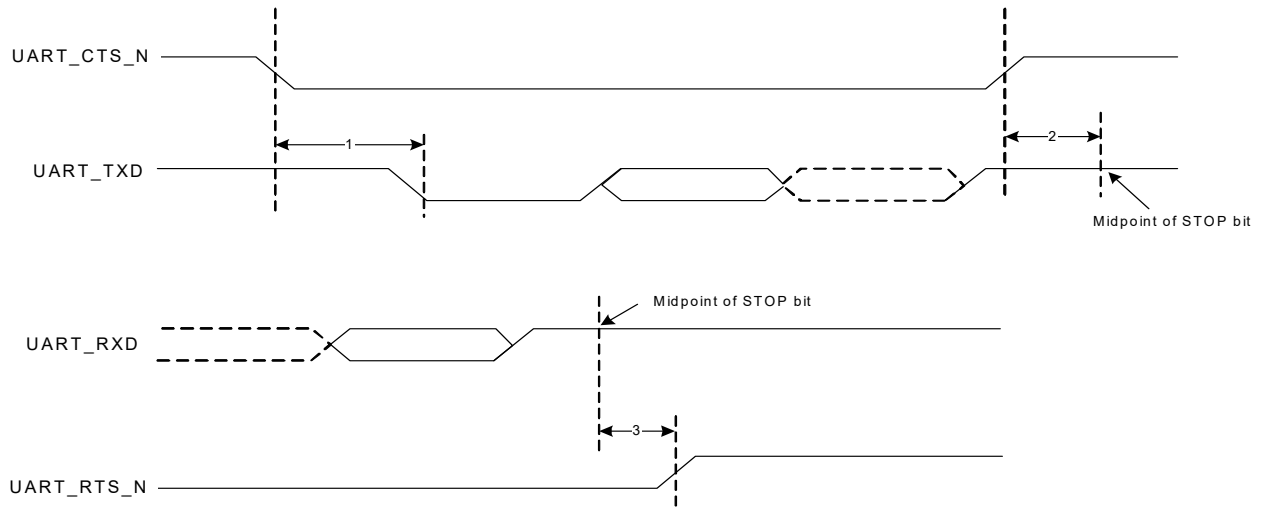 UART_CTS_N
1
2
UART_TXD
Midpoint of STOP bit
Midpoint of STOP bit
UART_RXD
3
UART_RTS_N